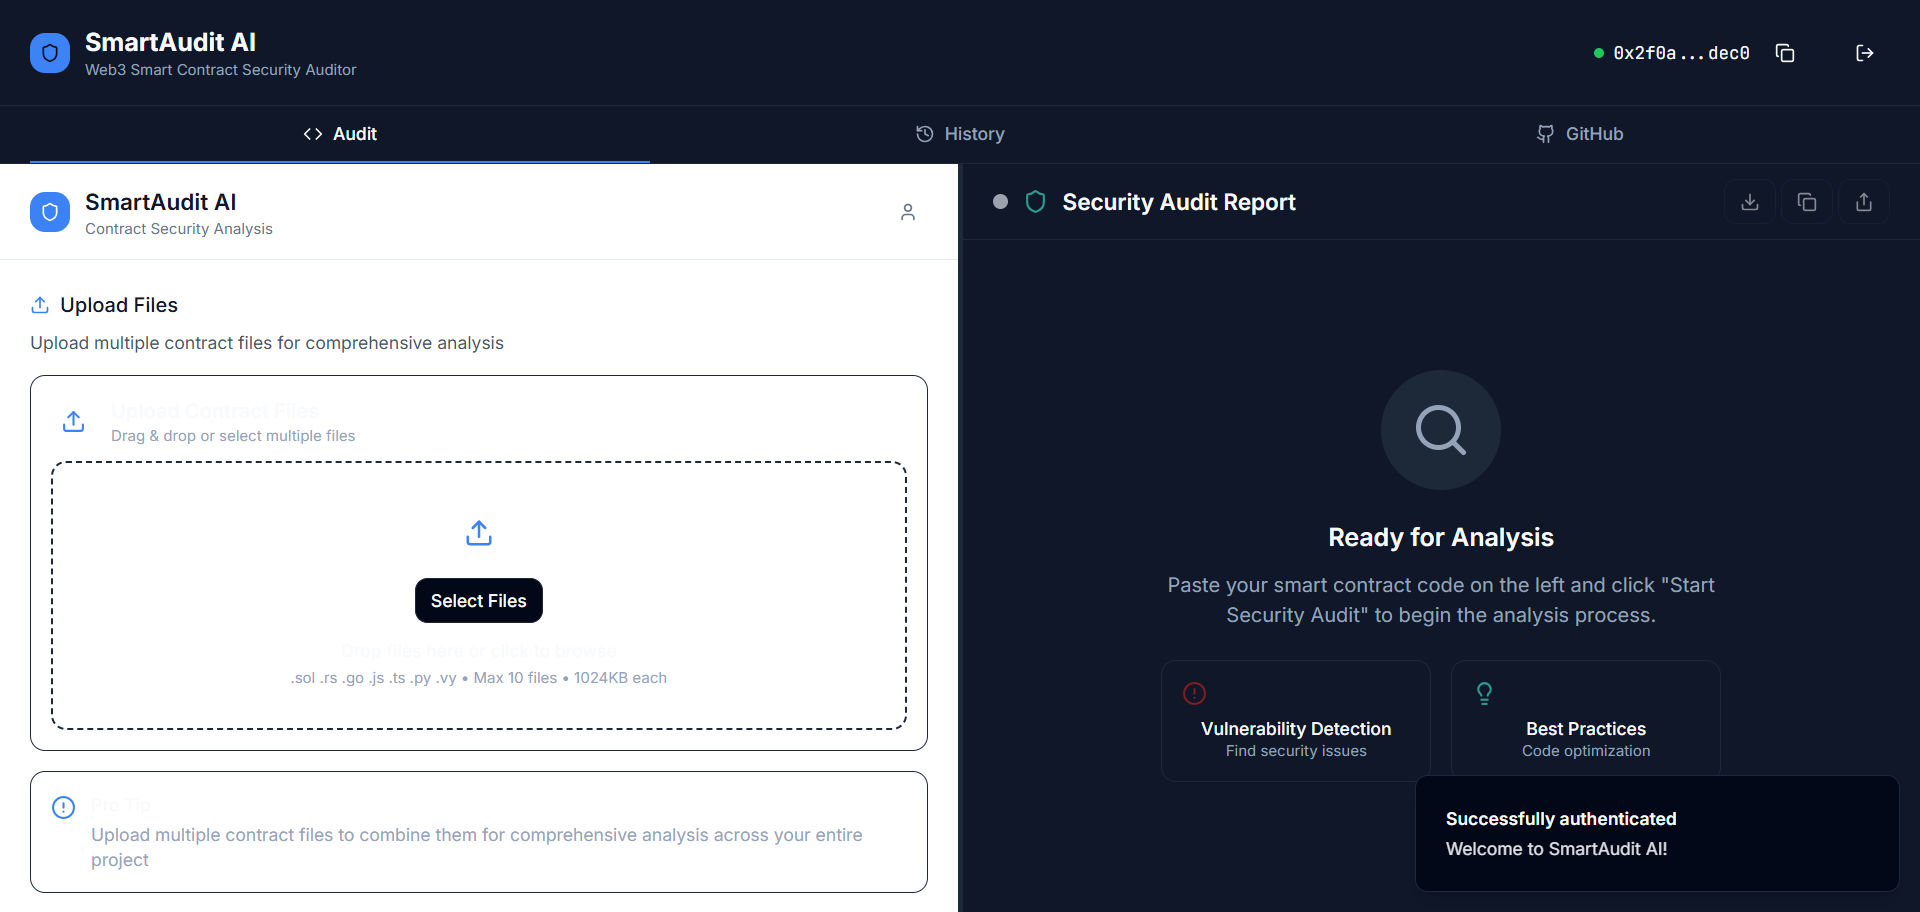 SmartAudit AI
Web3 Smart Contract Security Auditor
0x2f0a...dec0
Audit
History
GitHub
SmartAudit AI
Contract Security Analysis
Upload Files
Upload multiple contract files for comprehensive analysis
Upload Contract Files
Drag & drop or select multiple files
Select Files
Drop files here or click to browse
.sol .rs .go .js .ts .py .vy • Max 10 files • 1024KB each
Pro Tip
Upload multiple contract files to combine them for comprehensive analysis across your entire
project
Security Audit Report
Ready for Analysis
Paste your smart contract code on the left and click "Start
Security Audit" to begin the analysis process.
Vulnerability Detection
Find security issues
Best Practices
Code optimization
Successfully authenticated
Welcome to SmartAudit AI!